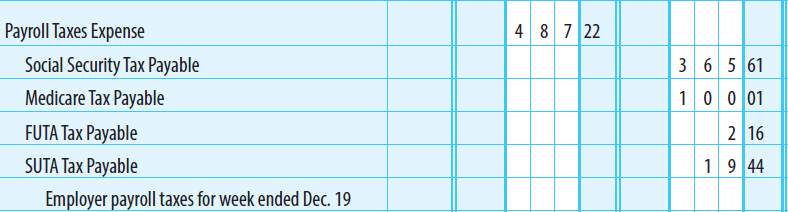 Payroll Taxes Expense 4 8 7 22
Social Security Tax Payable 3 6 5 61
Medicare Tax Payable 1 0 0 01
FUTA Tax Payable 2 16
SUTA Tax Payable 1 9 44
Employer payroll taxes for week ended Dec. 19